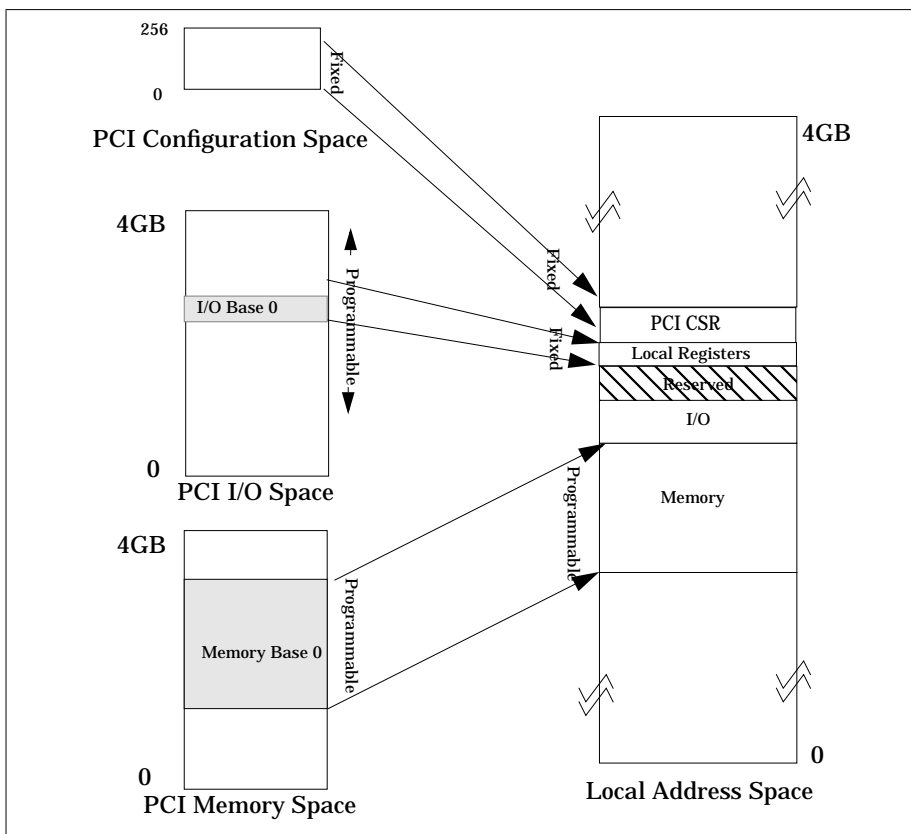 256
Fixed
0
PCI Configuration Space
4GB
4GB
I/O Base 0
Programmable
Fixed
Fixed
PCI CSR
Local Registers
Reserved
I/O
0
PCI I/O Space
4GB
Memory Base 0
Programmable
Programmable
Memory
0
PCI Memory Space
0
Local Address Space